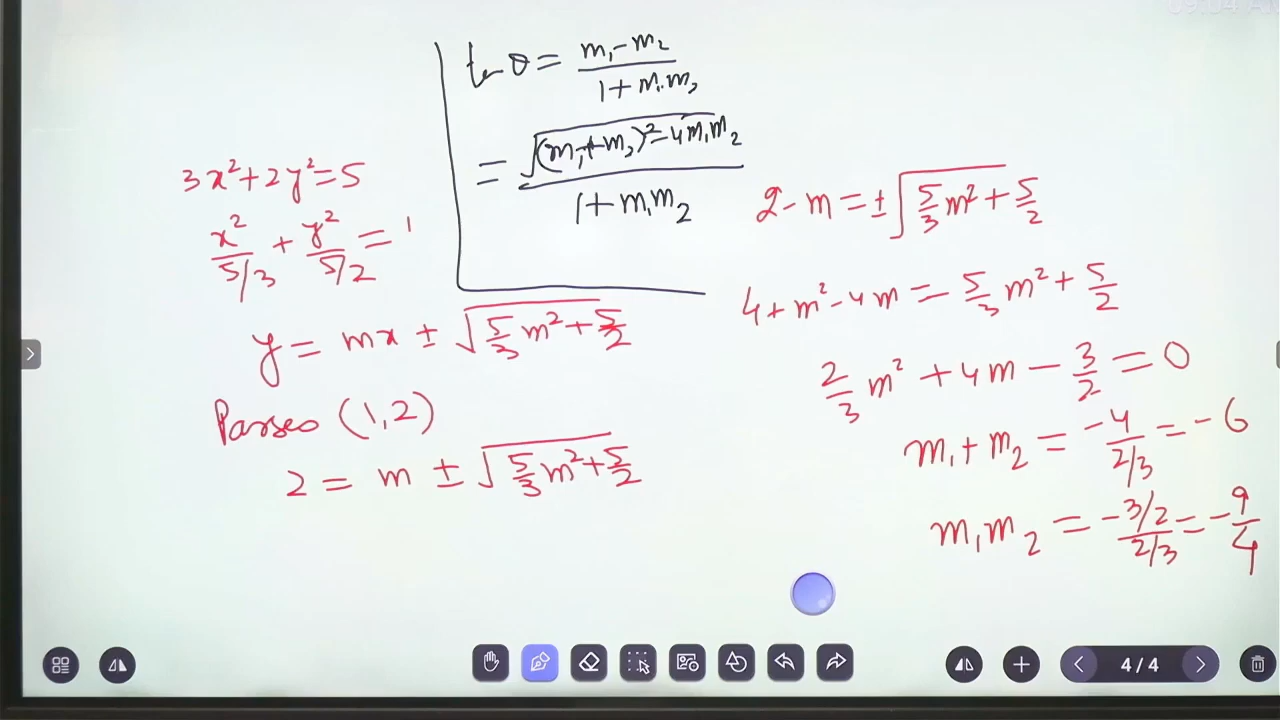 tan θ = (m₁ - m₂)/(1 + m₁m₂)
= √((m₁+m₂)² - 4m₁m₂)/(1 + m₁m₂)
3x² + 2y² = 5
x²/(5/3) + y²/(5/2) = 1
y = mx ± √(5/3 m² + 5/2)
Passes (1,2)
2 = m ± √(5/3 m² + 5/2)
2 - m = ± √(5/3 m² + 5/2)
4 + m² - 4m = 5/3 m² + 5/2
2/3 m² + 4m - 3/2 = 0
m₁ + m₂ = -4/(2/3) = -6
m₁m₂ = (-3/2)/(2/3) = -9/4
4/4